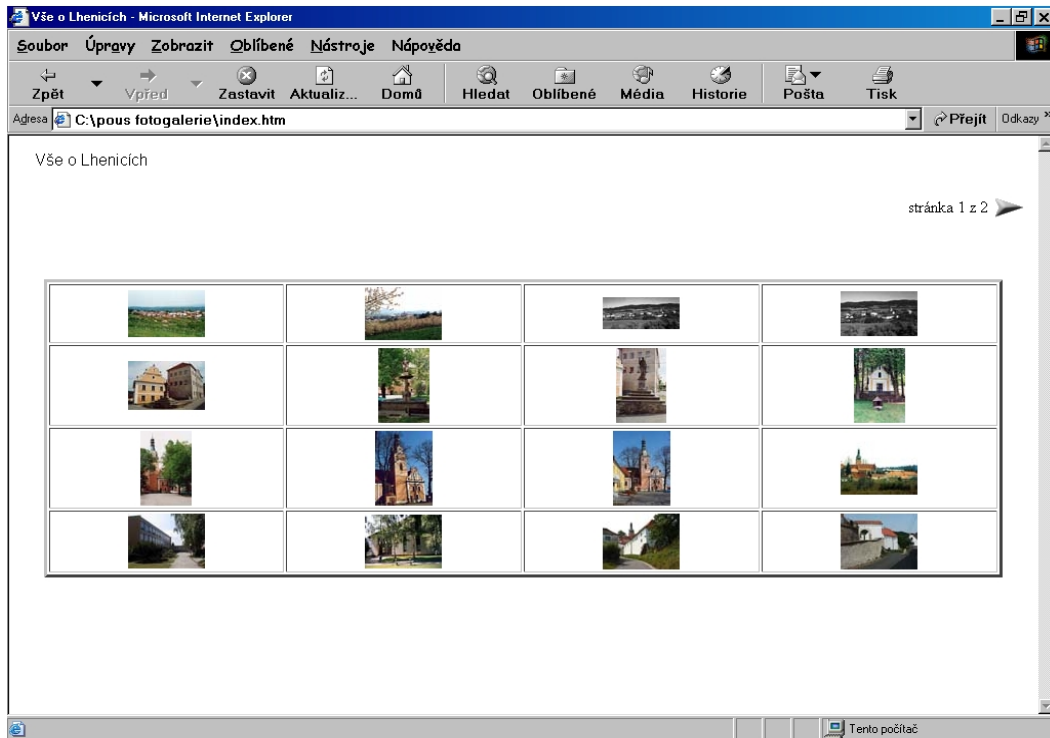 Vše o Lhenicích - Microsoft Internet Explorer
Soubor Úpravy Zobrazit Oblíbené Nástroje Nápověda
Zpět Vpřed Zastavit Aktualiz... Domů Hledat Oblíbené Média Historie Pošta Tisk
Adresa C:\pous fotogalerie\index.htm Přejít Odkazy »
Vše o Lhenicích
stránka 1 z 2
Tento počítač